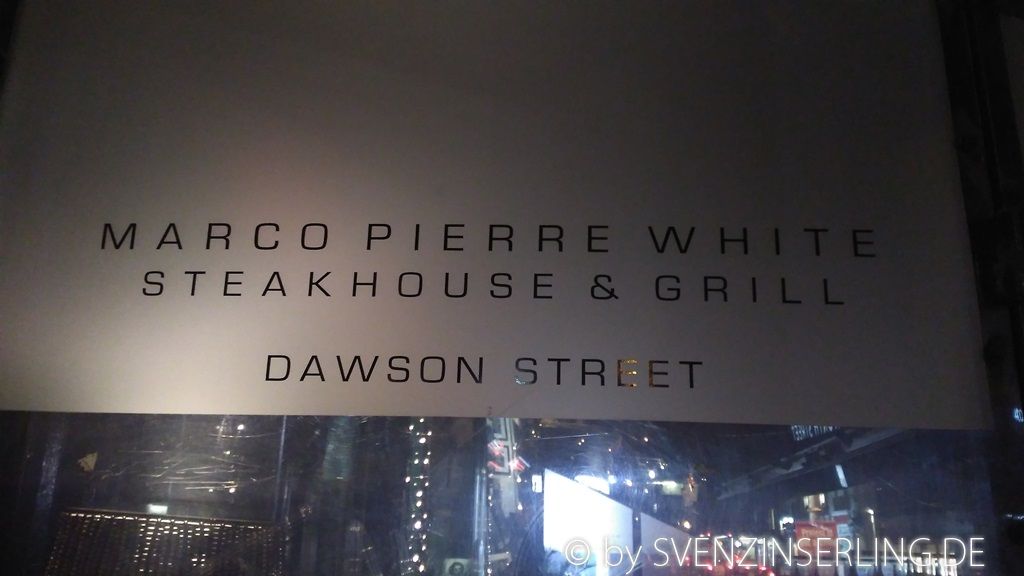 MARCO PIERRE WHITE
STEAKHOUSE & GRILL
DAWSON STREET
© by SVENZINSERLING.DE